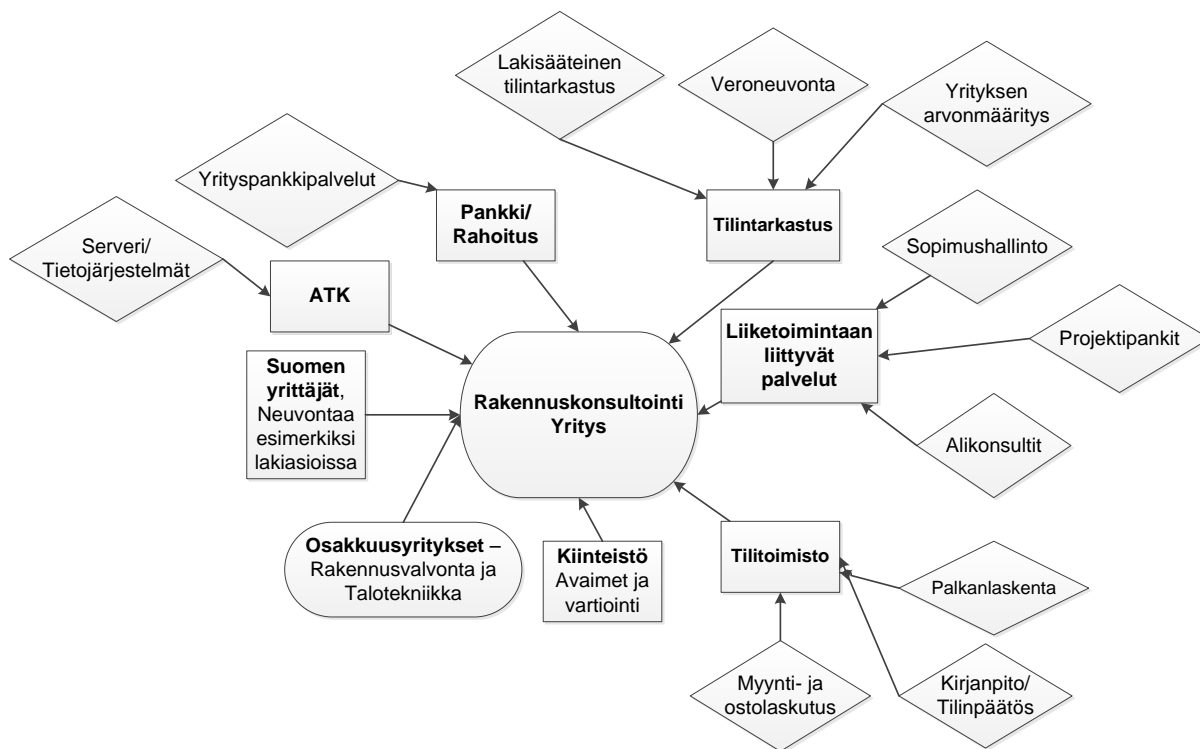 Lakisääteinen
tilintarkastus
Veroneuvonta
Yrityksen
arvonmääritys
Yrityspankkipalvelut
Pankki/
Rahoitus
Tilintarkastus
Serveri/
Tietojärjestelmät
ATK
Sopimushallinto
Liiketoimintaan
liittyvät
palvelut
Projektipankit
Suomen
yrittäjät,
Neuvontaa
esimerkiksi
lakiasioissa
Rakennuskonsultointi
Yritys
Alikonsultit
Osakkuusyritykset –
Rakennusvalvonta ja
Talotekniikka
Kiinteistö
Avaimet ja
vartiointi
Tilitoimisto
Palkanlaskenta
Myynti- ja
ostolaskutus
Kirjanpito/
Tilinpäätös